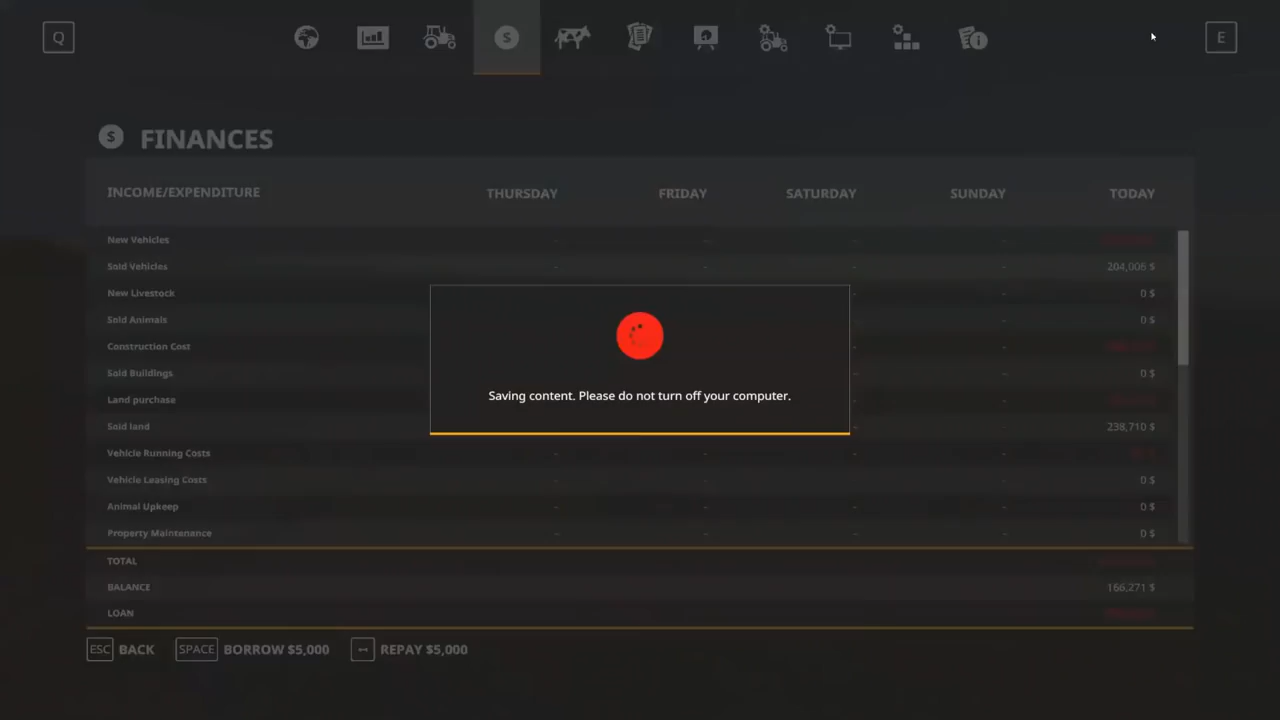 Q
E
FINANCES
INCOME/EXPENDITURE THURSDAY FRIDAY SATURDAY SUNDAY TODAY
New Vehicles - - - -
Sold Vehicles - - - - 204,006 $
New Livestock - - - - 0 $
Sold Animals - - - - 0 $
Construction Cost - - - -
Sold Buildings - - - - 0 $
Land purchase - - - -
Sold land - - - - 238,710 $
Vehicle Running Costs - - - -
Vehicle Leasing Costs - - - - 0 $
Animal Upkeep - - - - 0 $
Property Maintenance - - - - 0 $
Saving content. Please do not turn off your computer.
TOTAL
BALANCE 166,271 $
LOAN
ESC BACK SPACE BORROW $5,000 REPAY $5,000